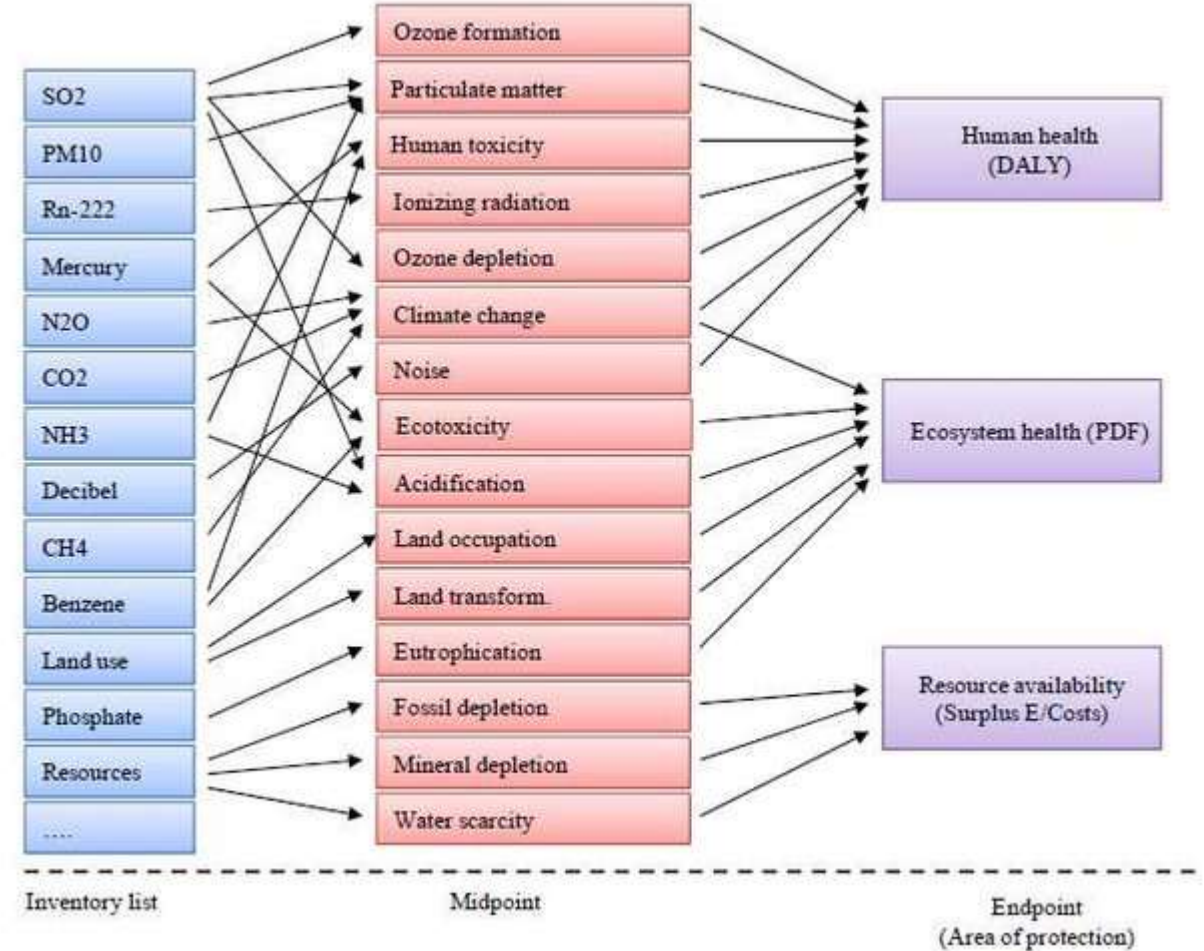 SO2
PM10
Rn-222
Mercury
N2O
CO2
NH3
Decibel
CH4
Benzene
Land use
Phosphate
Resources
....
Inventory list
Ozone formation
Particulate matter
Human toxicity
Ionizing radiation
Ozone depletion
Climate change
Noise
Ecotoxicity
Acidification
Land occupation
Land transform.
Eutrophication
Fossil depletion
Mineral depletion
Water scarcity
Midpoint
Human health
(DALY)
Ecosystem health (PDF)
Resource availability
(Surplus E/Costs)
Endpoint
(Area of protection)